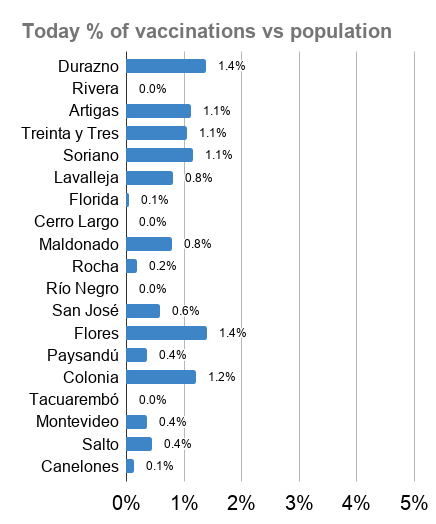 Today % of vaccinations vs population
Durazno 1.4%
Rivera 0.0%
Artigas 1.1%
Treinta y Tres 1.1%
Soriano 1.1%
Lavalleja 0.8%
Florida 0.1%
Cerro Largo 0.0%
Maldonado 0.8%
Rocha 0.2%
Río Negro 0.0%
San José 0.6%
Flores 1.4%
Paysandú 0.4%
Colonia 1.2%
Tacuarembó 0.0%
Montevideo 0.4%
Salto 0.4%
Canelones 0.1%
0% 1% 2% 3% 4% 5%